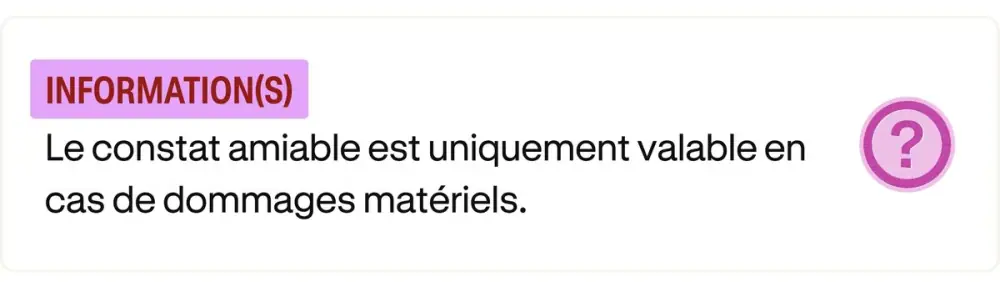 INFORMATION(S)
Le constat amiable est uniquement valable en
cas de dommages matériels.
?